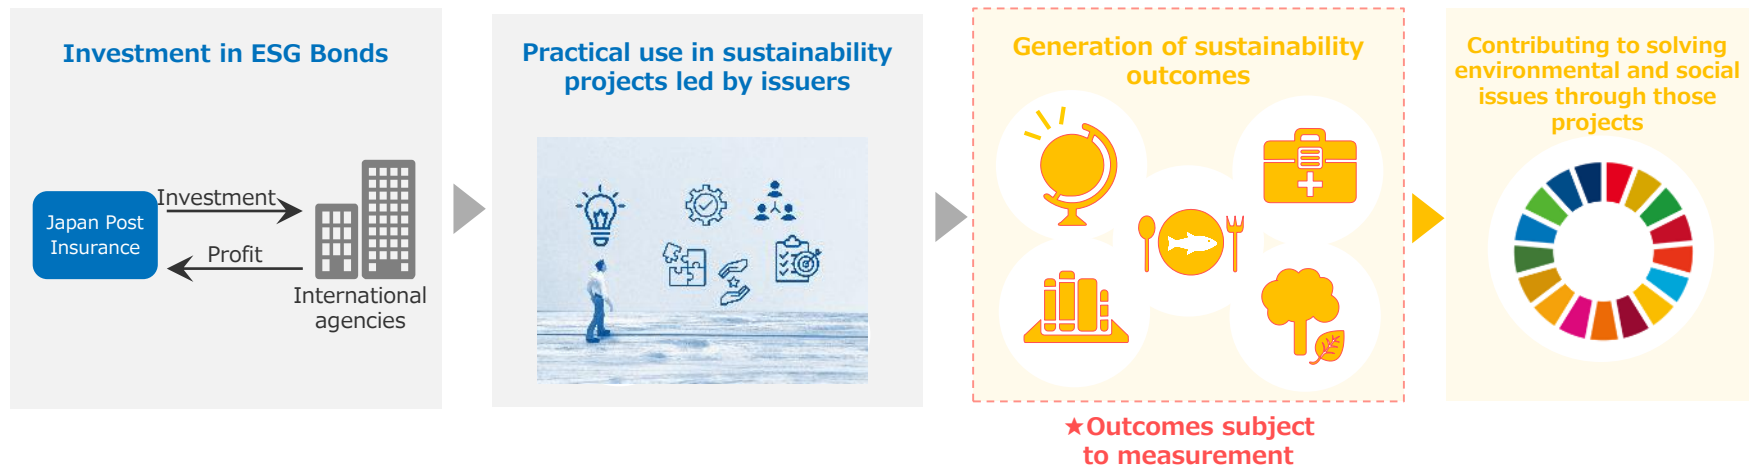 Investment in ESG Bonds
Japan Post
Insurance
Investment
Profit
International
agencies
Practical use in sustainability
projects led by issuers
Generation of sustainability
outcomes
★Outcomes subject
to measurement
Contributing to solving
environmental and social
issues through those
projects